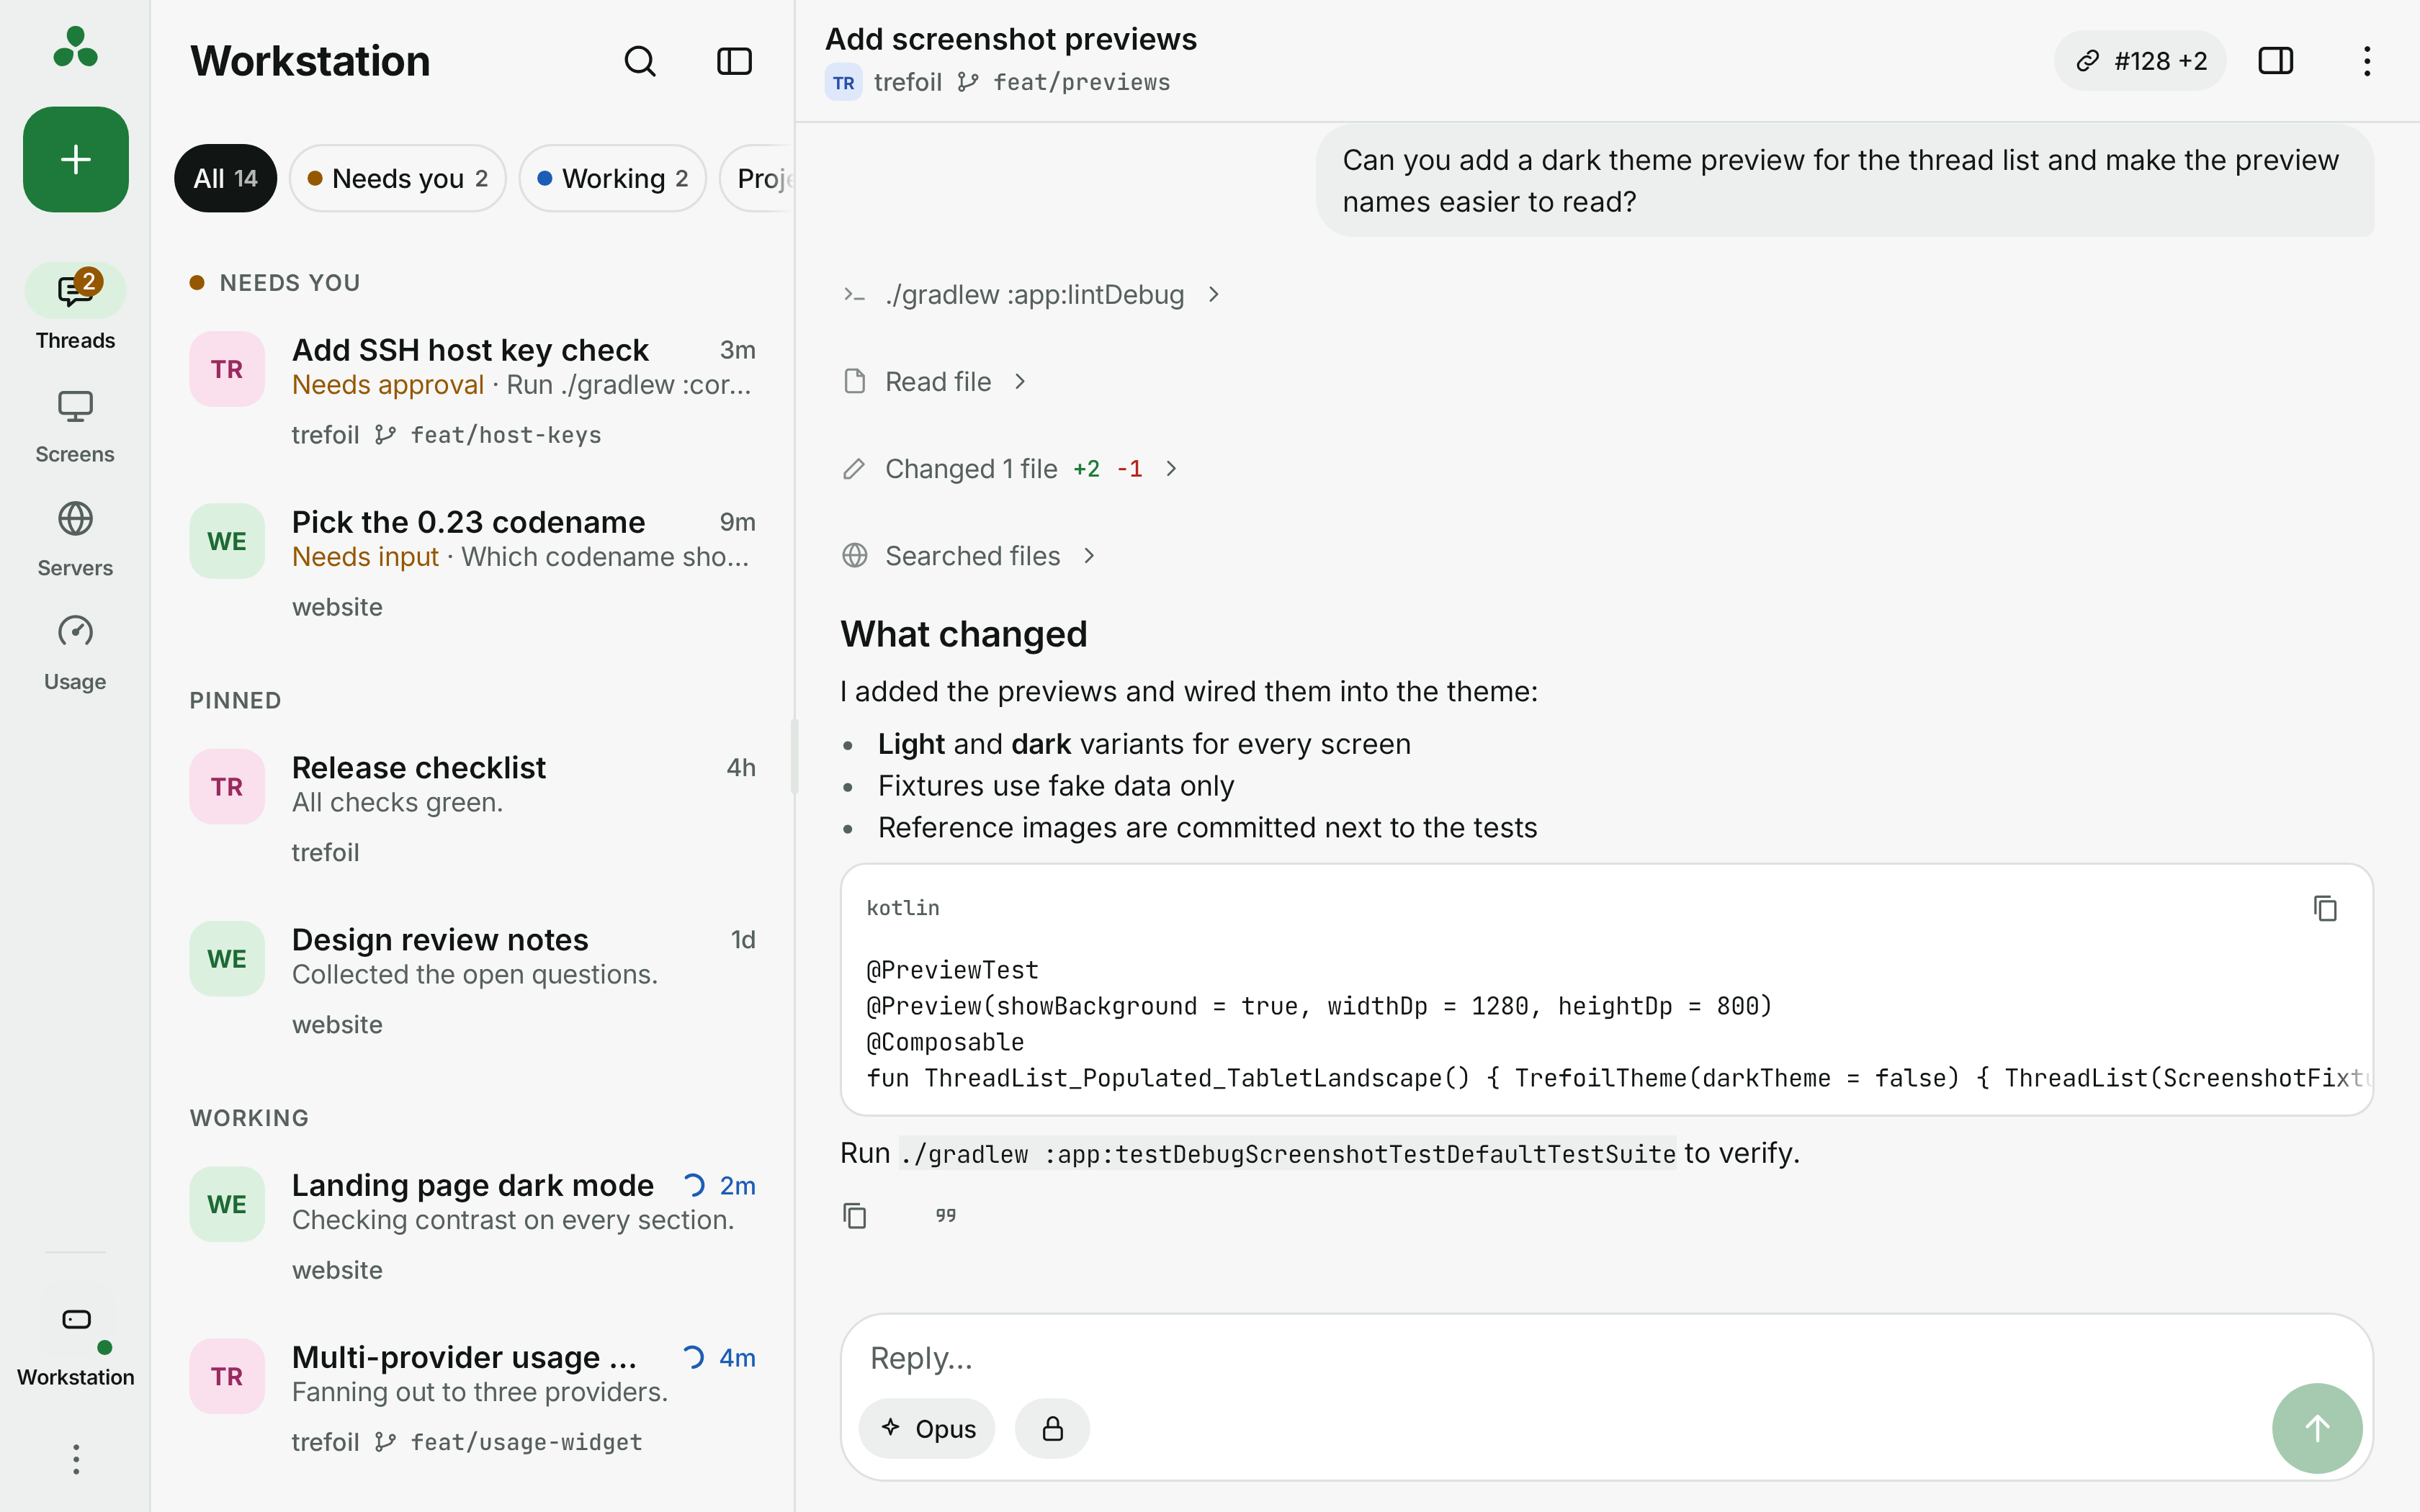 Workstation
All 14
Needs you 2
Working 2
2
Threads
Screens
Servers
Usage
Workstation
NEEDS YOU
TR
Add SSH host key check
3m
Needs approval · Run ./gradlew :cor...
trefoil feat/host-keys
WE
Pick the 0.23 codename
9m
Needs input · Which codename sho...
website
PINNED
TR
Release checklist
4h
All checks green.
trefoil
WE
Design review notes
1d
Collected the open questions.
website
WORKING
WE
Landing page dark mode
2m
Checking contrast on every section.
website
TR
Multi-provider usage ...
4m
Fanning out to three providers.
trefoil feat/usage-widget
Add screenshot previews
TR trefoil feat/previews
#128 +2
Can you add a dark theme preview for the thread list and make the preview
names easier to read?
./gradlew :app:lintDebug
Read file
Changed 1 file +2 -1
Searched files
What changed
I added the previews and wired them into the theme:
• Light and dark variants for every screen
• Fixtures use fake data only
• Reference images are committed next to the tests
kotlin
@PreviewTest
@Preview(showBackground = true, widthDp = 1280, heightDp = 800)
@Composable
fun ThreadList_Populated_TabletLandscape() { TrefoilTheme(darkTheme = false) { ThreadList(
Run ./gradlew :app:testDebugScreenshotTestDefaultTestSuite to verify.
Reply...
Opus